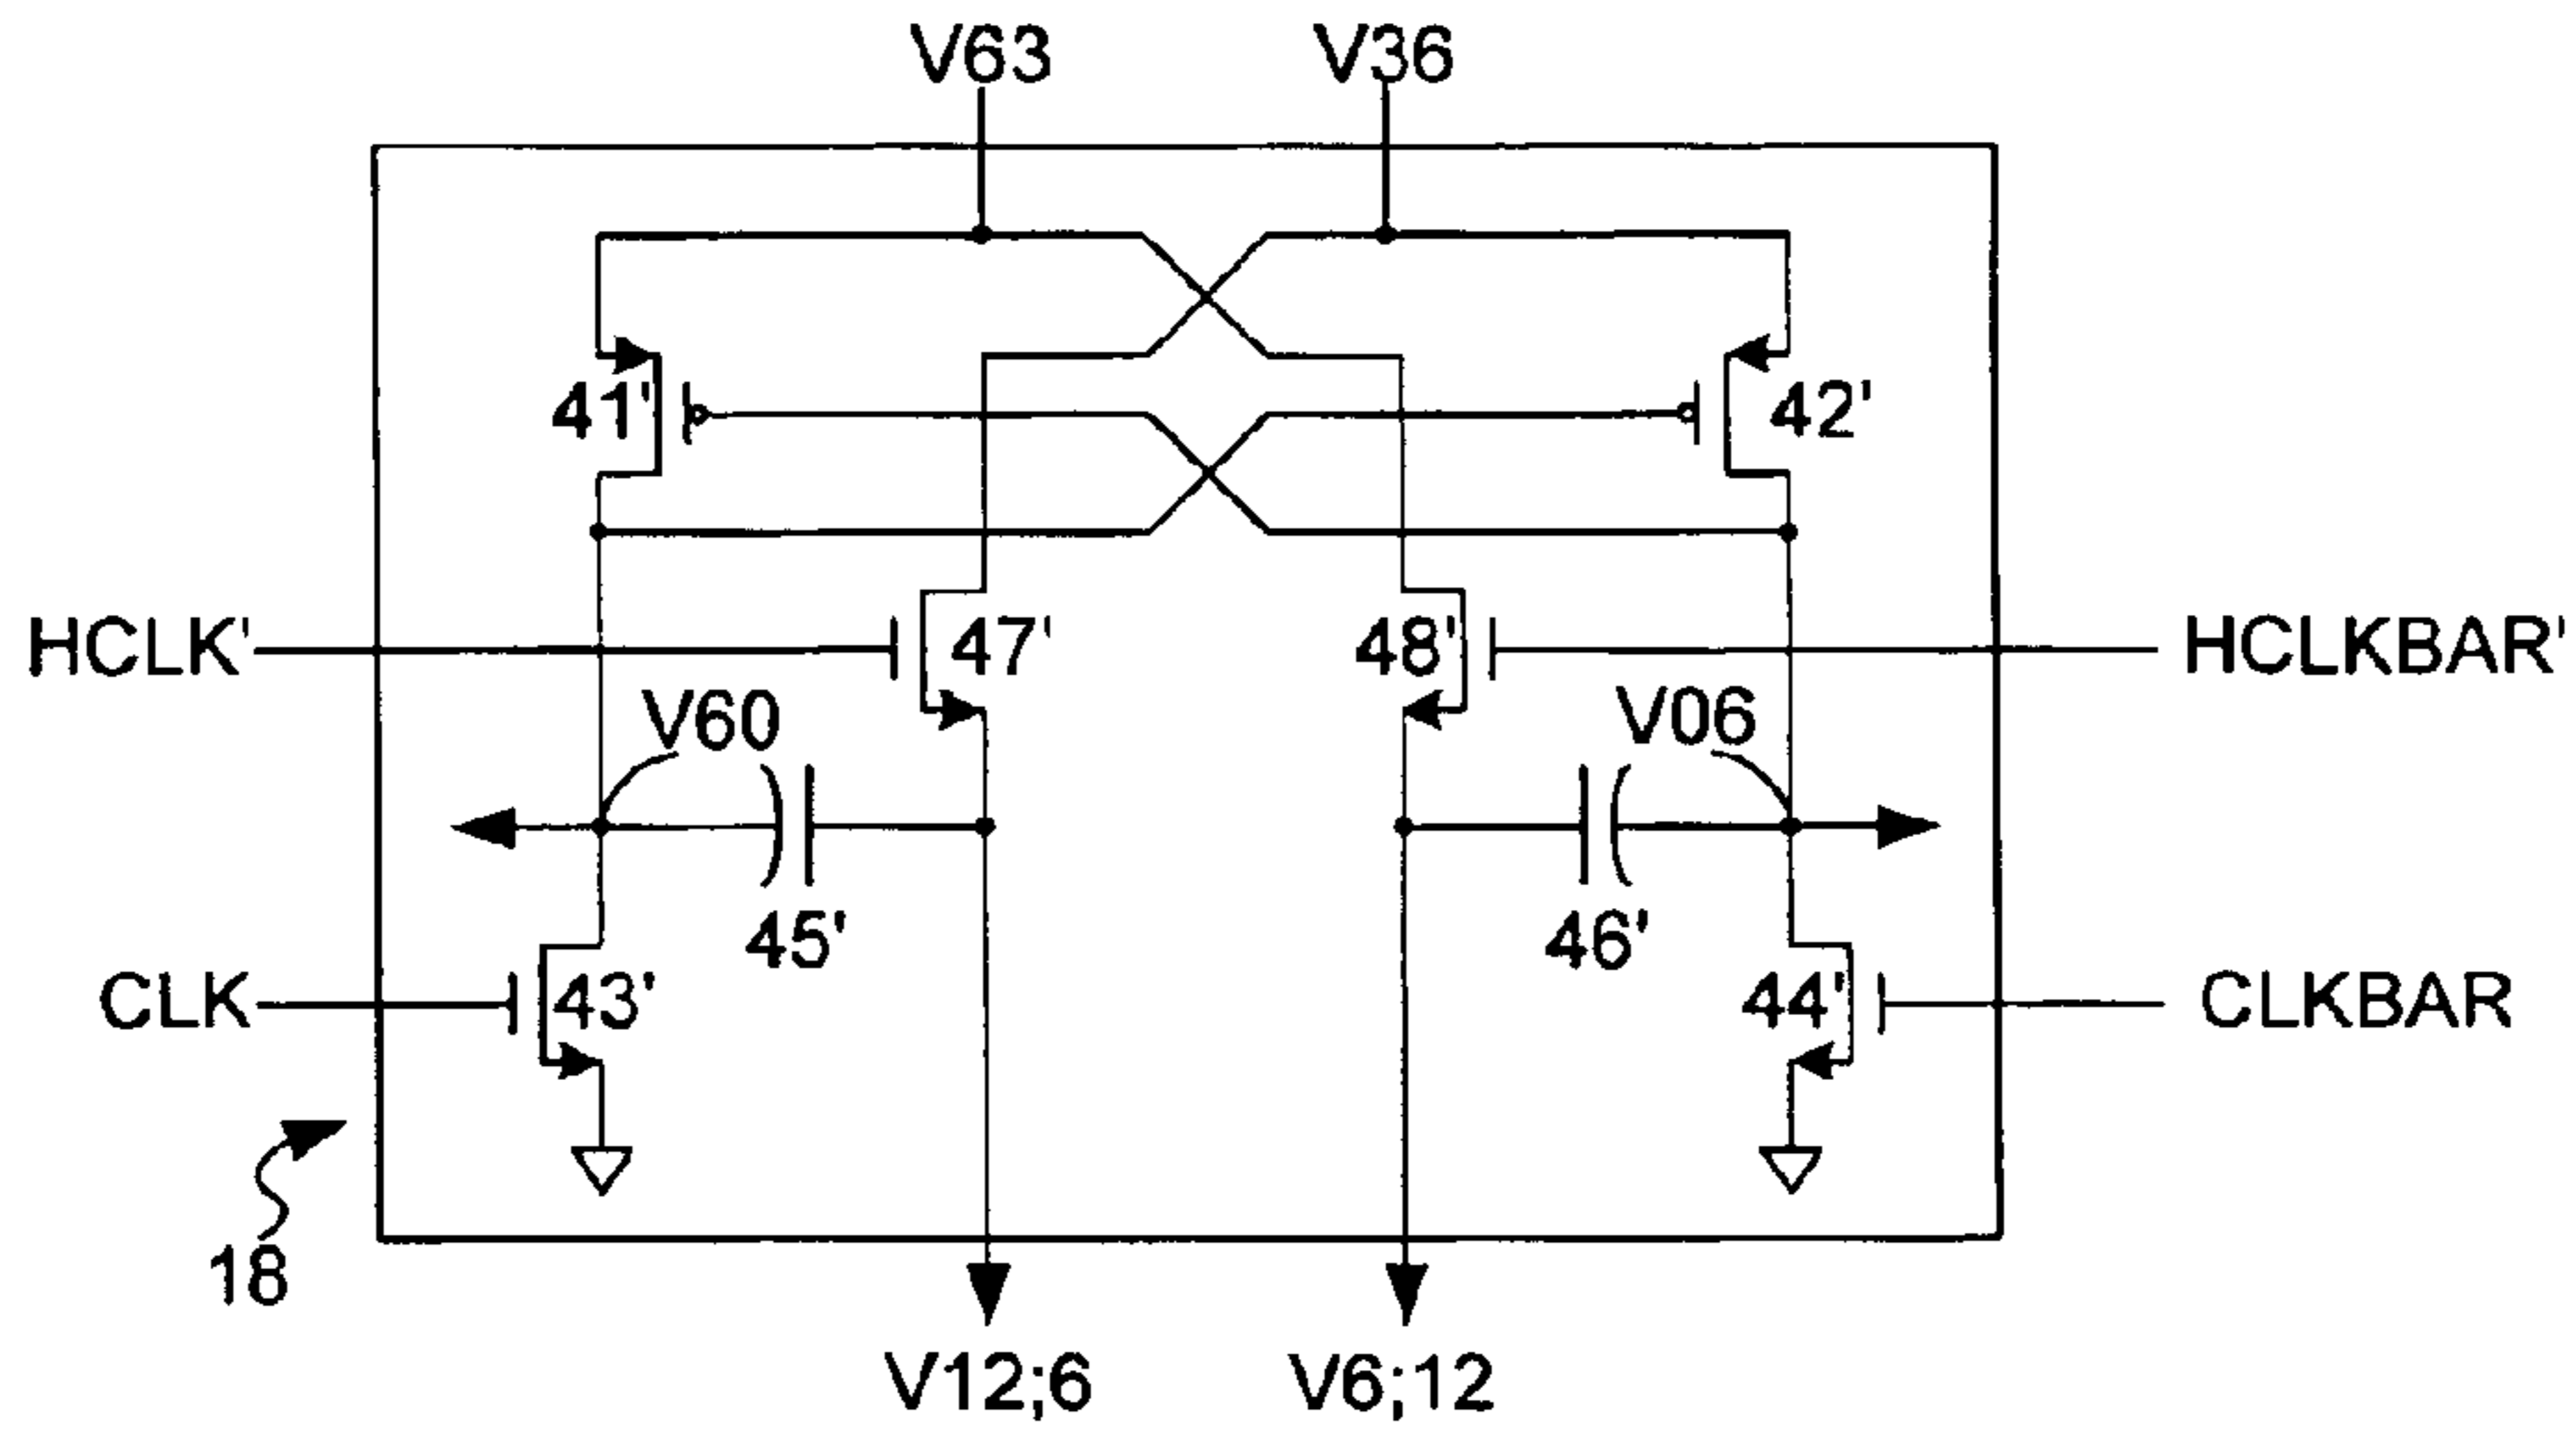 V63 V36
41' 42'
HCLK' 47' 48' HCLKBAR'
V60 V06
45' 46'
CLK 43' 44' CLKBAR
18
V12;6 V6;12